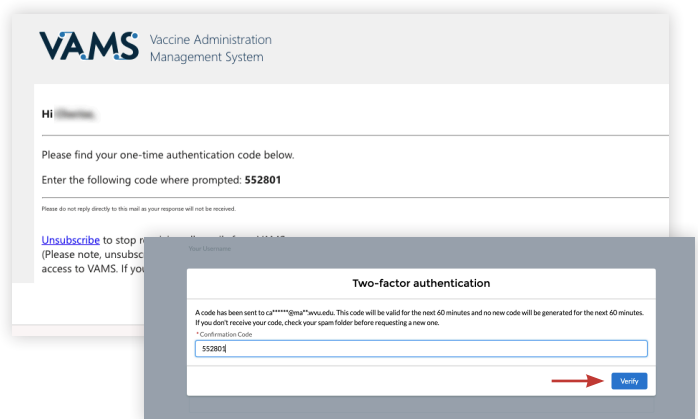 VAMS Vaccine Administration
Management System
Hi
Please find your one-time authentication code below.
Enter the following code where prompted: 552801
Please do not reply directly to this mail as your response will not be received.
Unsubscribe to stop
(Please note, unsubsc
access to VAMS. If you
Your Username
Two-factor authentication
A code has been sent to ca******@ma**.wvu.edu. This code will be valid for the next 60 minutes and no new code will be generated for the next 60 minutes.
If you don't receive your code, check your spam folder before requesting a new one.
* Confirmation Code
552801
Verify